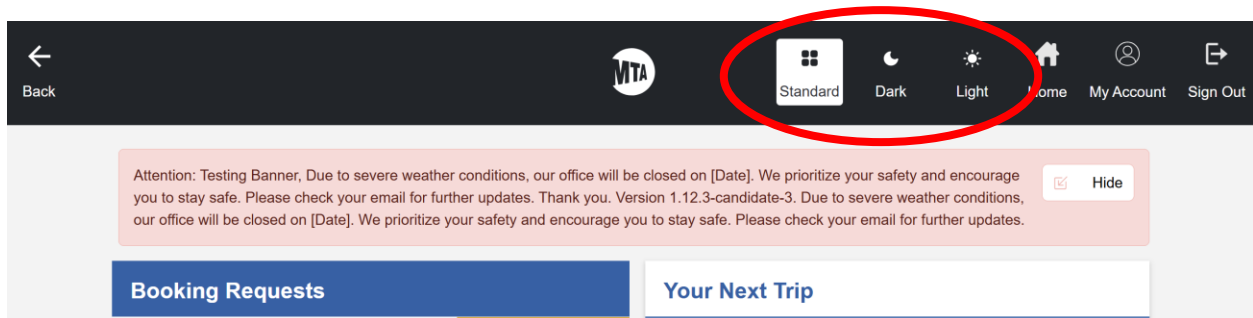 Back
MTA
Standard
Dark
Light
Home
My Account
Sign Out
Attention: Testing Banner, Due to severe weather conditions, our office will be closed on [Date]. We prioritize your safety and encourage
you to stay safe. Please check your email for further updates. Thank you. Version 1.12.3-candidate-3. Due to severe weather conditions,
our office will be closed on [Date]. We prioritize your safety and encourage you to stay safe. Please check your email for further updates.
Hide
Booking Requests
Your Next Trip